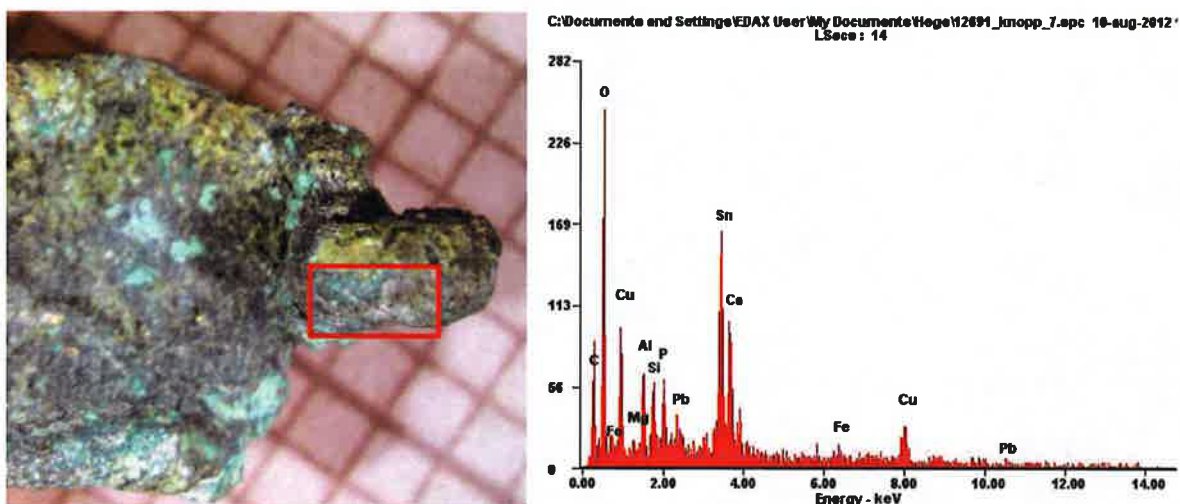 C:\Documents and Settings\EDAX User\My Documents\Hege\12691_knopp_7.spc 10-aug-2012
LSecs : 14
282
226
169
113
56
0
O
C
Fe
Cu
Mg
Al
Si
P
Pb
Sn
Ca
Fe
Cu
Pb
0.00 2.00 4.00 6.00 8.00 10.00 12.00 14.00
Energy - keV